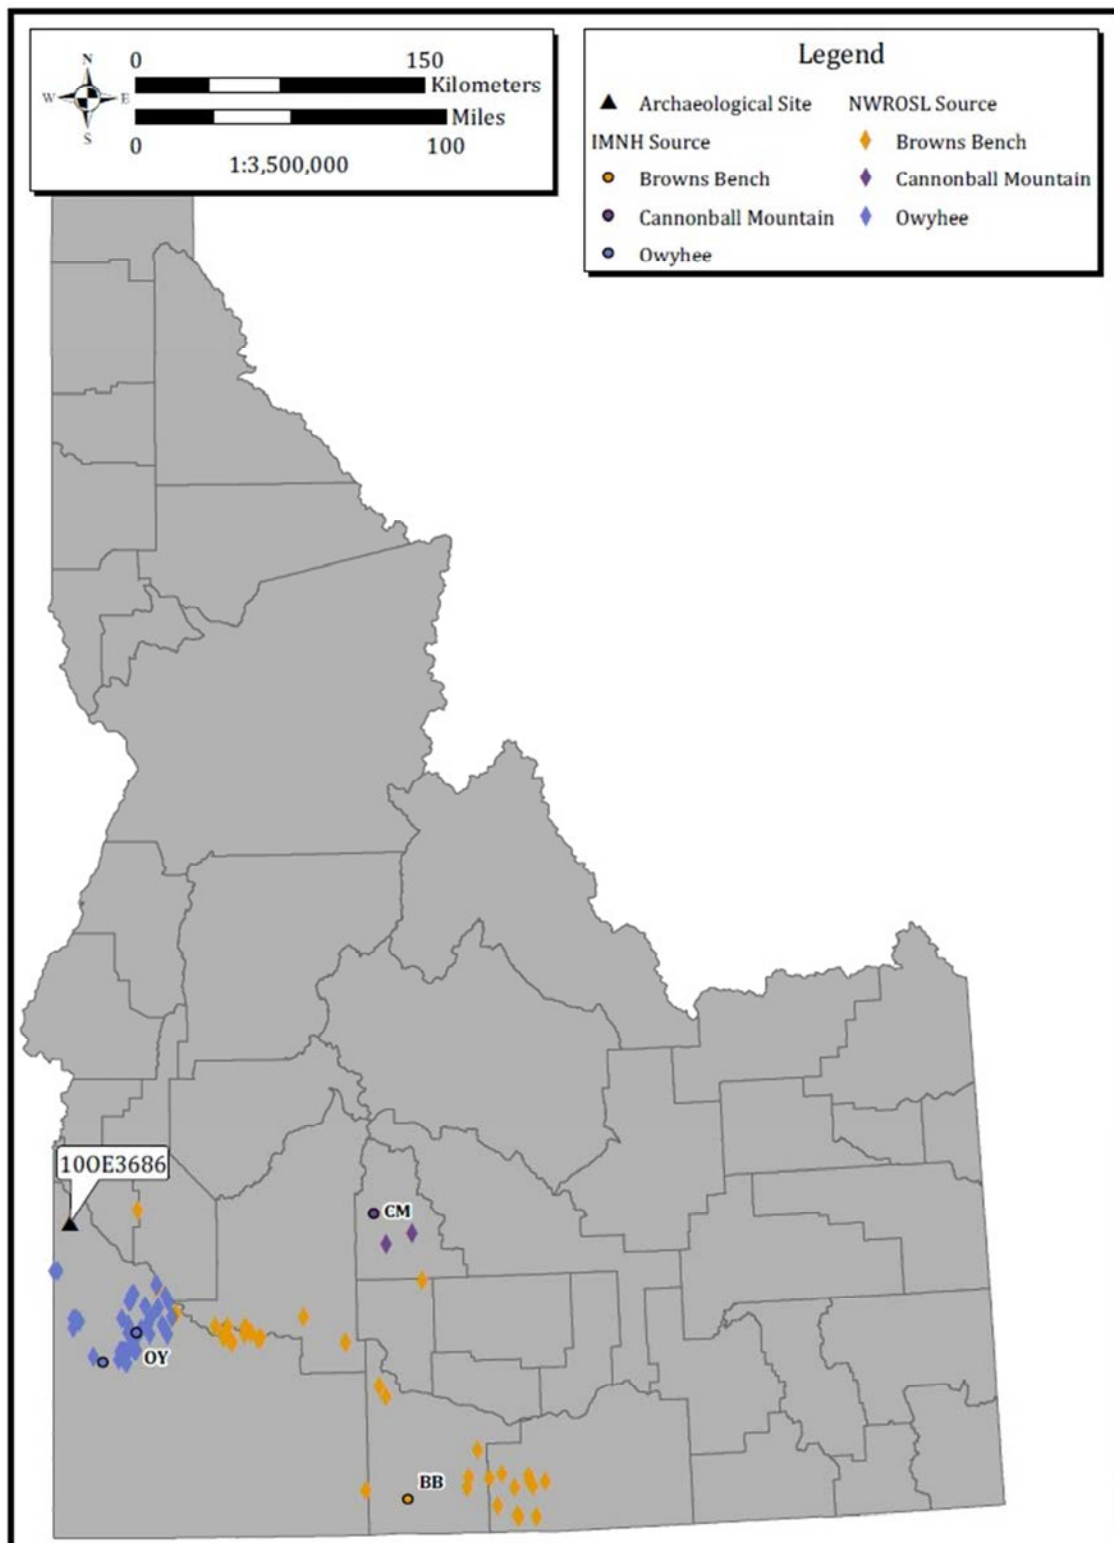 N
W E
S
0 150
Kilometers
Miles
0 100
1:3,500,000
Legend
Archaeological Site
IMNH Source
Browns Bench
Cannonball Mountain
Owyhee
NWROSL Source
Browns Bench
Cannonball Mountain
Owyhee
10OE3686
CM
OY
BB